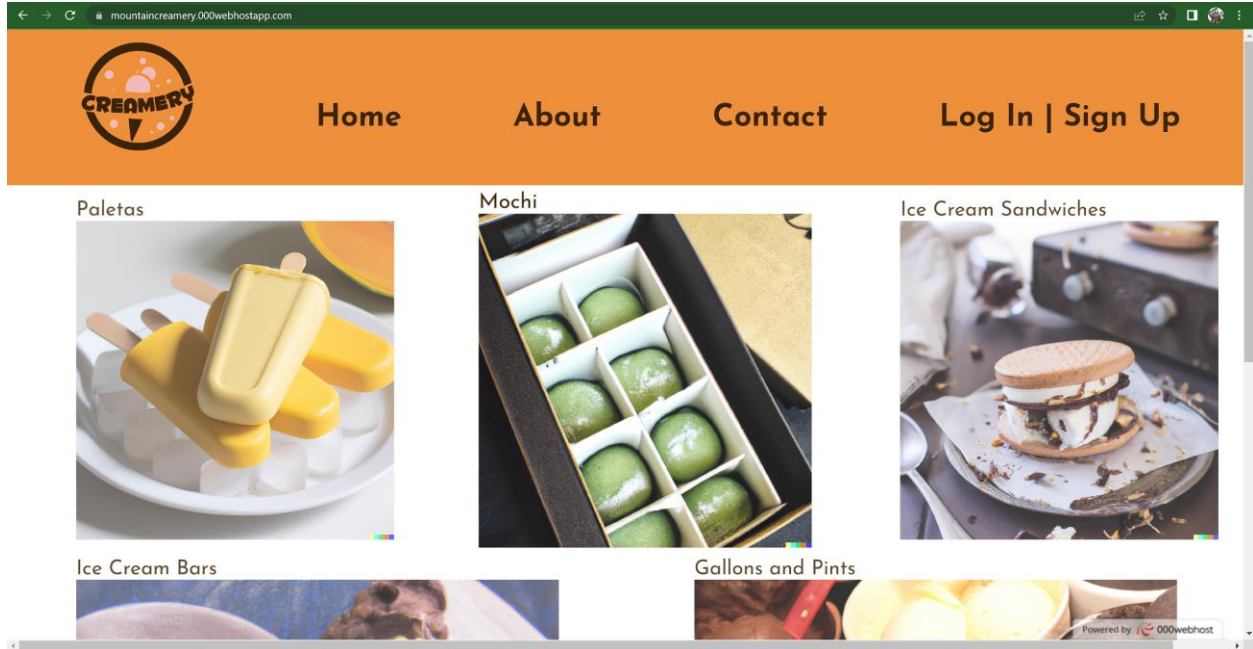 mountaincreamery.000webhostapp.com
CREAMERY
Home About Contact Log In | Sign Up
Paletas
Mochi
Ice Cream Sandwiches
Ice Cream Bars
Gallons and Pints
Powered by 000webhost